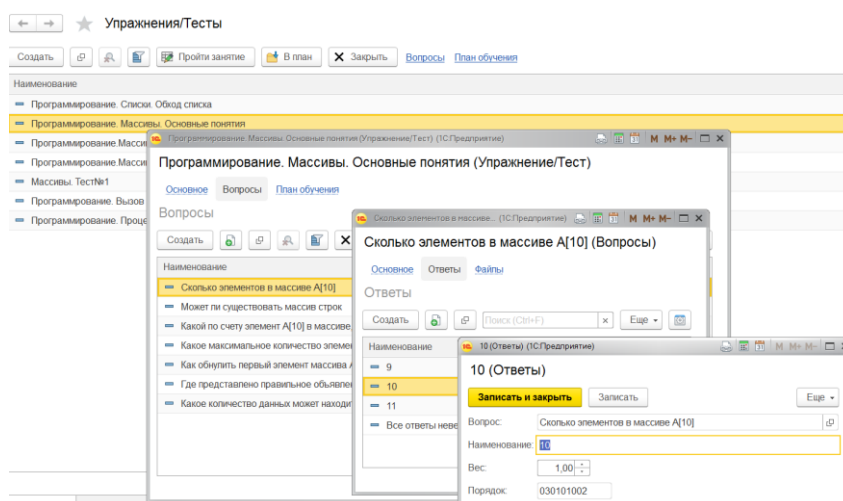 Упражнения/Тесты
Создать Пройти занятие В план Закрыть Вопросы План обучения
Наименование
Программирование. Списки. Обход списка
Программирование. Массивы. Основные понятия
Программирование.Масси
Программирование.Масси
Массивы. Тест№1
Программирование. Вызов
Программирование. Проце
Программирование. Массивы. Основные понятия (Упражнение/Тест) (1С:Предприятие) M M+ M-
Программирование. Массивы. Основные понятия (Упражнение/Тест)
Основное Вопросы План обучения
Вопросы
Создать
Наименование
Сколько элементов в массиве A[10]
Может ли существовать массив строк
Какой по счету элемент A[10] в массиве
Какое максимальное количество элеме
Как обнулить первый элемент массива
Где представлено правильное объявле
Какое количество данных может находи
Сколько элементов в массиве... (1С:Предприятие) M M+ M-
Сколько элементов в массиве A[10] (Вопросы)
Основное Ответы Файлы
Ответы
Создать Поиск (Ctrl+F) × Еще
Наименование
9
10
11
Все ответы неве
10 (Ответы) (1С:Предприятие) M M+ M-
10 (Ответы)
Записать и закрыть Записать Еще
Вопрос: Сколько элементов в массиве A[10]
Наименование: 10
Вес: 1,00
Порядок: 030101002